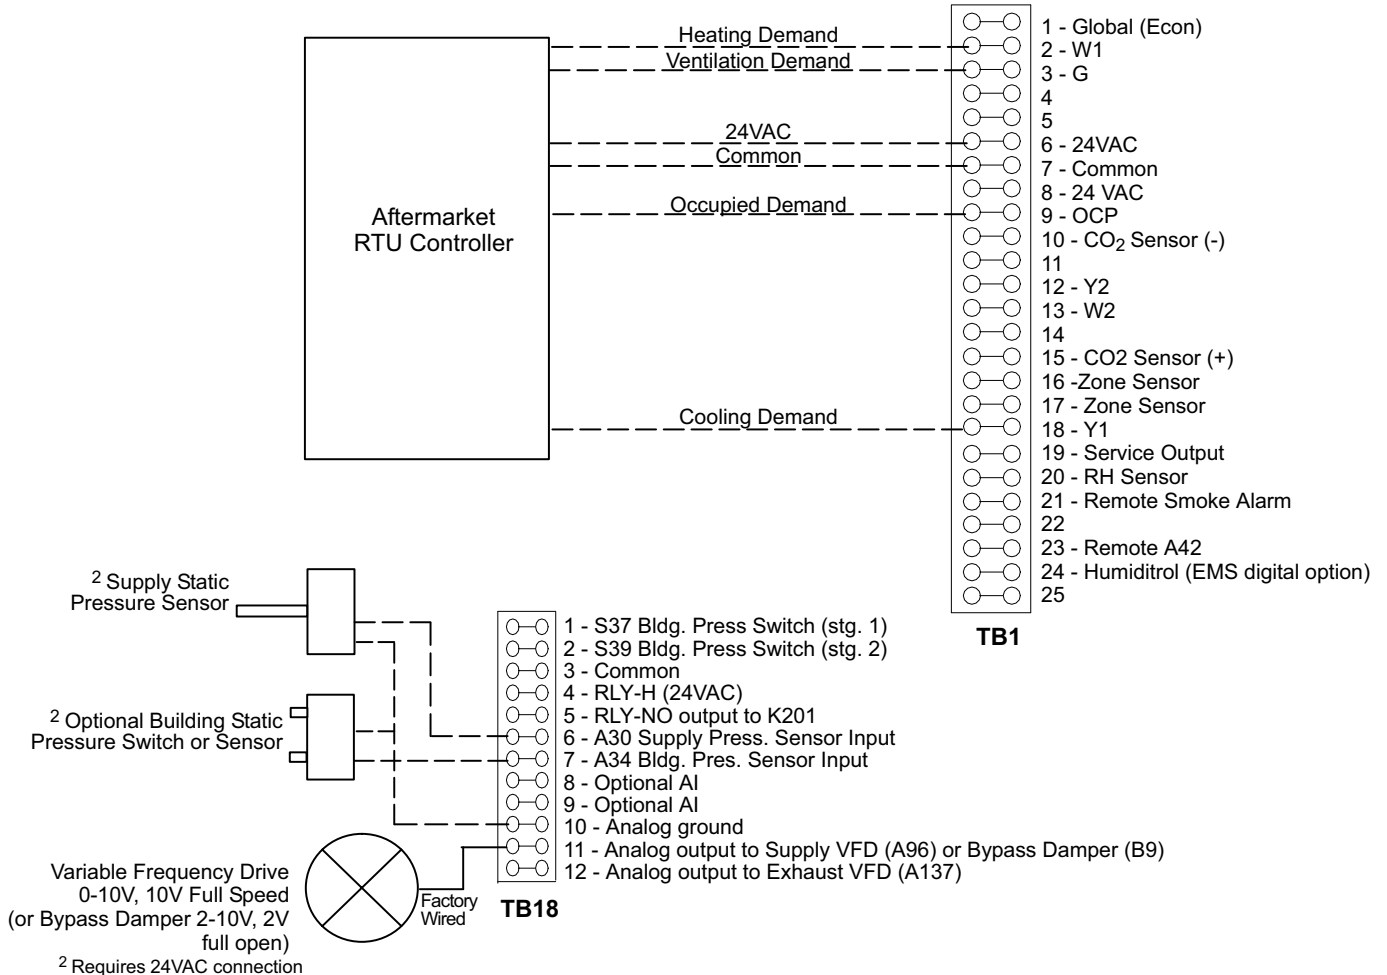 Heating Demand
Ventilation Demand
24VAC
Common
Occupied Demand
Cooling Demand
Aftermarket
RTU Controller
1 - Global (Econ)
2 - W1
3 - G
4
5
6 - 24VAC
7 - Common
8 - 24 VAC
9 - OCP
10 - CO2 Sensor (-)
11
12 - Y2
13 - W2
14
15 - CO2 Sensor (+)
16 -Zone Sensor
17 - Zone Sensor
18 - Y1
19 - Service Output
20 - RH Sensor
21 - Remote Smoke Alarm
22
23 - Remote A42
24 - Humiditrol (EMS digital option)
25
TB1
2 Supply Static
Pressure Sensor
2 Optional Building Static
Pressure Switch or Sensor
1 - S37 Bldg. Press Switch (stg. 1)
2 - S39 Bldg. Press Switch (stg. 2)
3 - Common
4 - RLY-H (24VAC)
5 - RLY-NO output to K201
6 - A30 Supply Press. Sensor Input
7 - A34 Bldg. Pres. Sensor Input
8 - Optional AI
9 - Optional AI
10 - Analog ground
11 - Analog output to Supply VFD (A96) or Bypass Damper (B9)
12 - Analog output to Exhaust VFD (A137)
TB18
Factory
Wired
Variable Frequency Drive
0-10V, 10V Full Speed
(or Bypass Damper 2-10V, 2V
full open)
2 Requires 24VAC connection